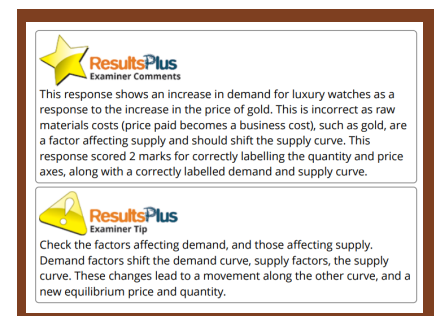 ResultsPlus
Examiner Comments
This response shows an increase in demand for luxury watches as a
response to the increase in the price of gold. This is incorrect as raw
materials costs (price paid becomes a business cost), such as gold, are
a factor affecting supply and should shift the supply curve. This
response scored 2 marks for correctly labelling the quantity and price
axes, along with a correctly labelled demand and supply curve.
ResultsPlus
Examiner Tip
Check the factors affecting demand, and those affecting supply.
Demand factors shift the demand curve, supply factors, the supply
curve. These changes lead to a movement along the other curve, and a
new equilibrium price and quantity.